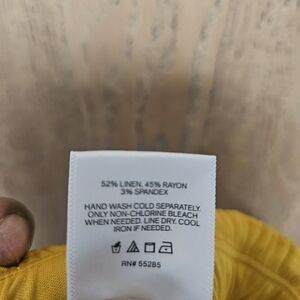 52% LINEN, 45% RAYON
3% SPANDEX
HAND WASH COLD SEPARATELY.
ONLY NON-CHLORINE BLEACH
WHEN NEEDED. LINE DRY. COOL
IRON IF NEEDED.
RN# 55285